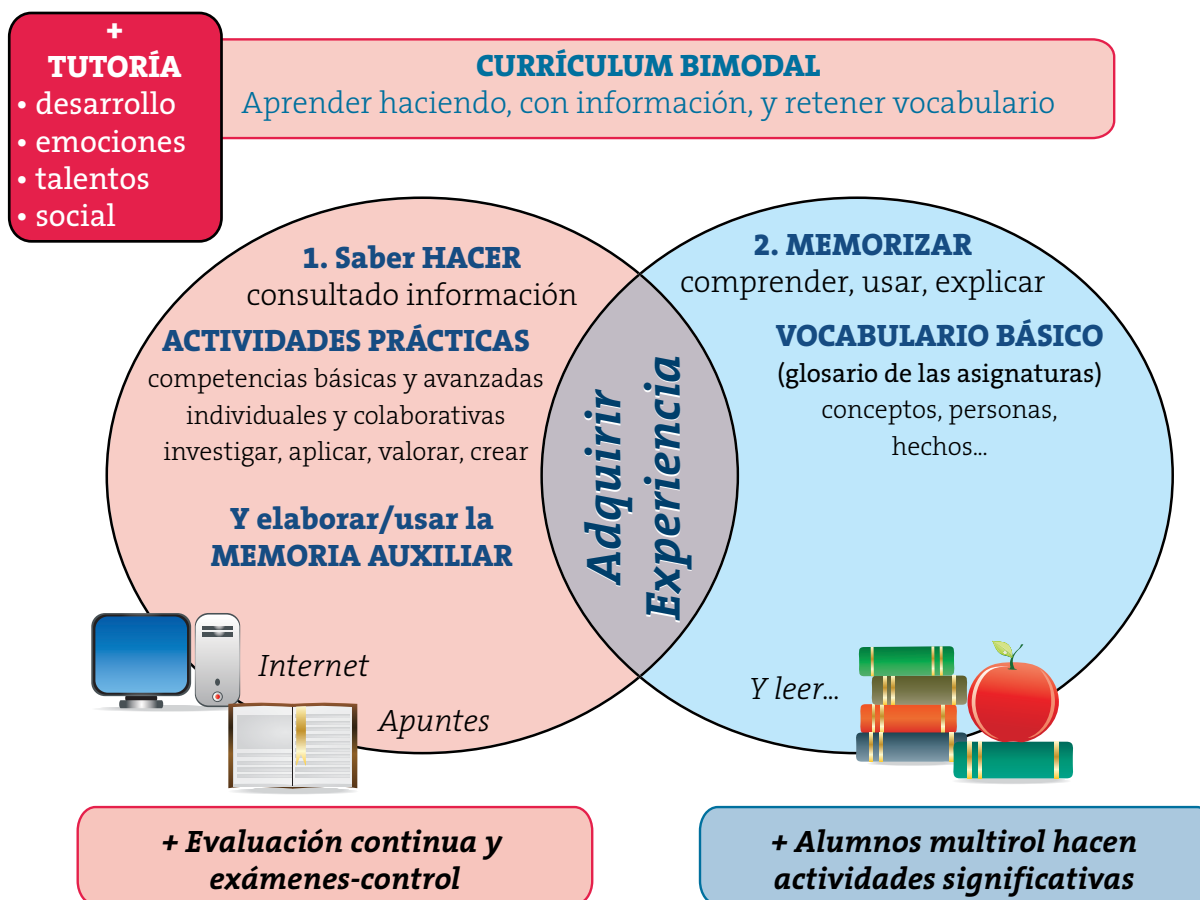 +
TUTORÍA
• desarrollo
• emociones
• talentos
• social
CURRÍCULUM BIMODAL
Aprender haciendo, con información, y retener vocabulario
1. Saber HACER
consultado información
ACTIVIDADES PRÁCTICAS
competencias básicas y avanzadas
individuales y colaborativas
investigar, aplicar, valorar, crear
Y elaborar/usar la
MEMORIA AUXILIAR
Internet
Apuntes
Adquirir
Experiencia
2. MEMORIZAR
comprender, usar, explicar
VOCABULARIO BÁSICO
(glosario de las asignaturas)
conceptos, personas,
hechos...
Y leer...
+ Evaluación continua y
exámenes-control
+ Alumnos multirol hacen
actividades significativas